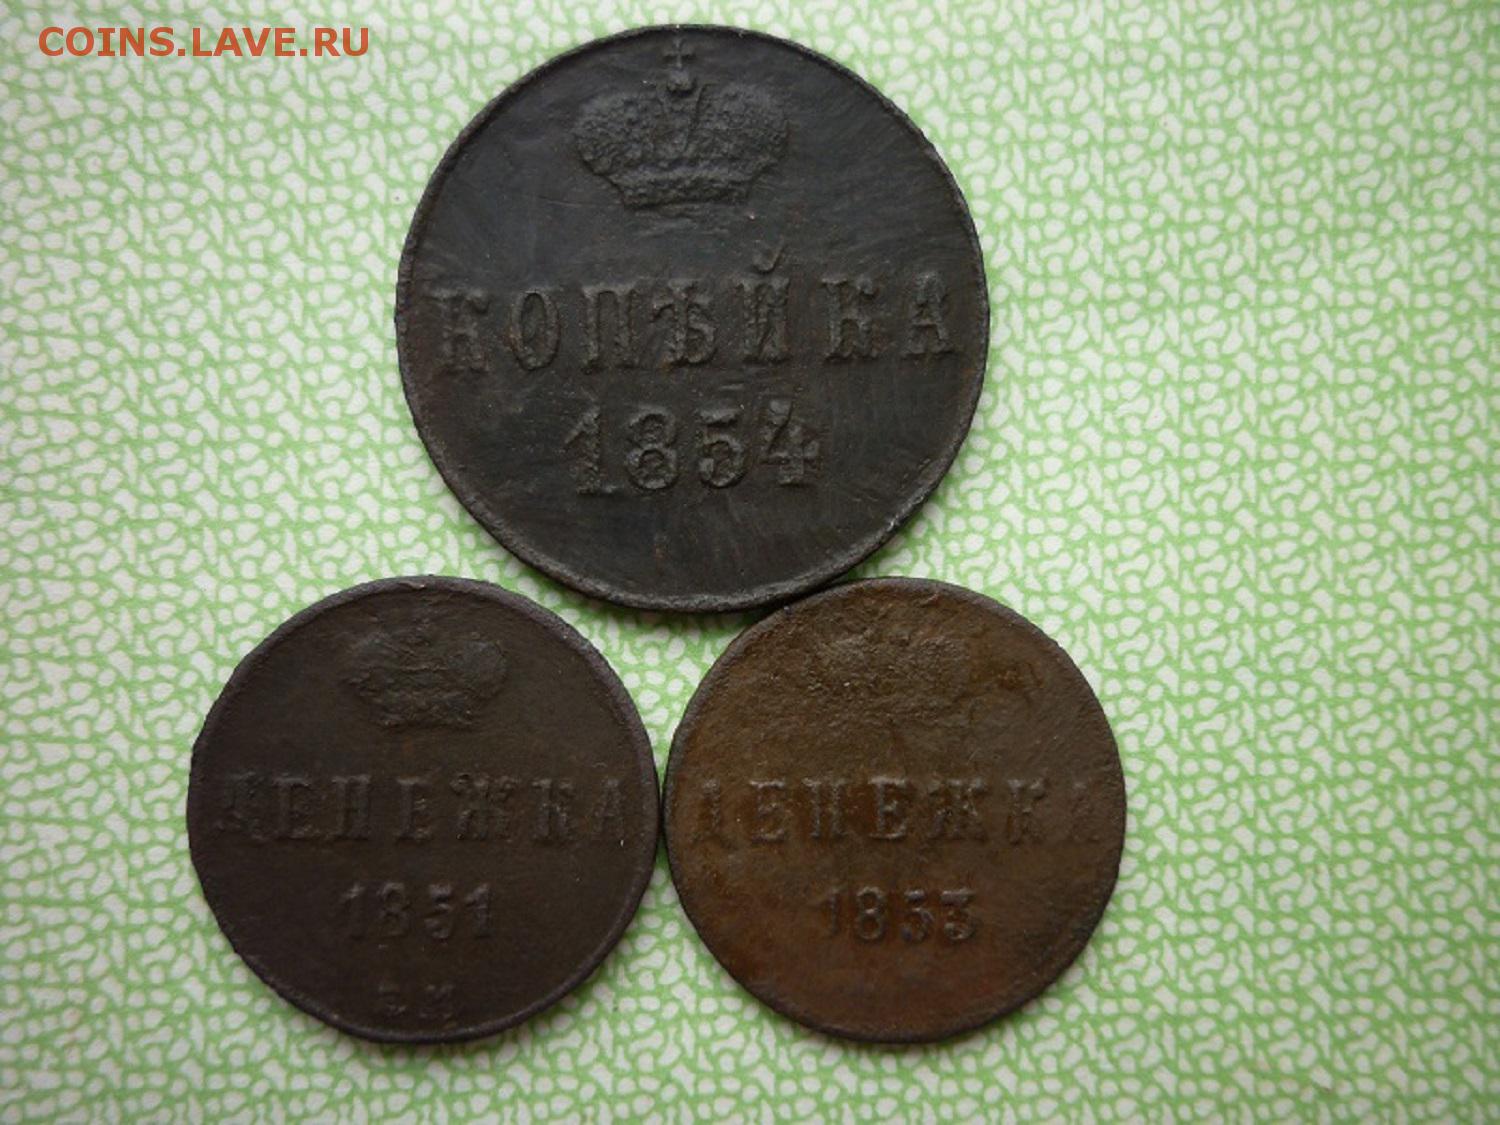 COINS.LAVE.RU
КОПѢЙКА
1854
ДЕНЕЖКА
1851
Е.М.
ДЕНЕЖКА
1853